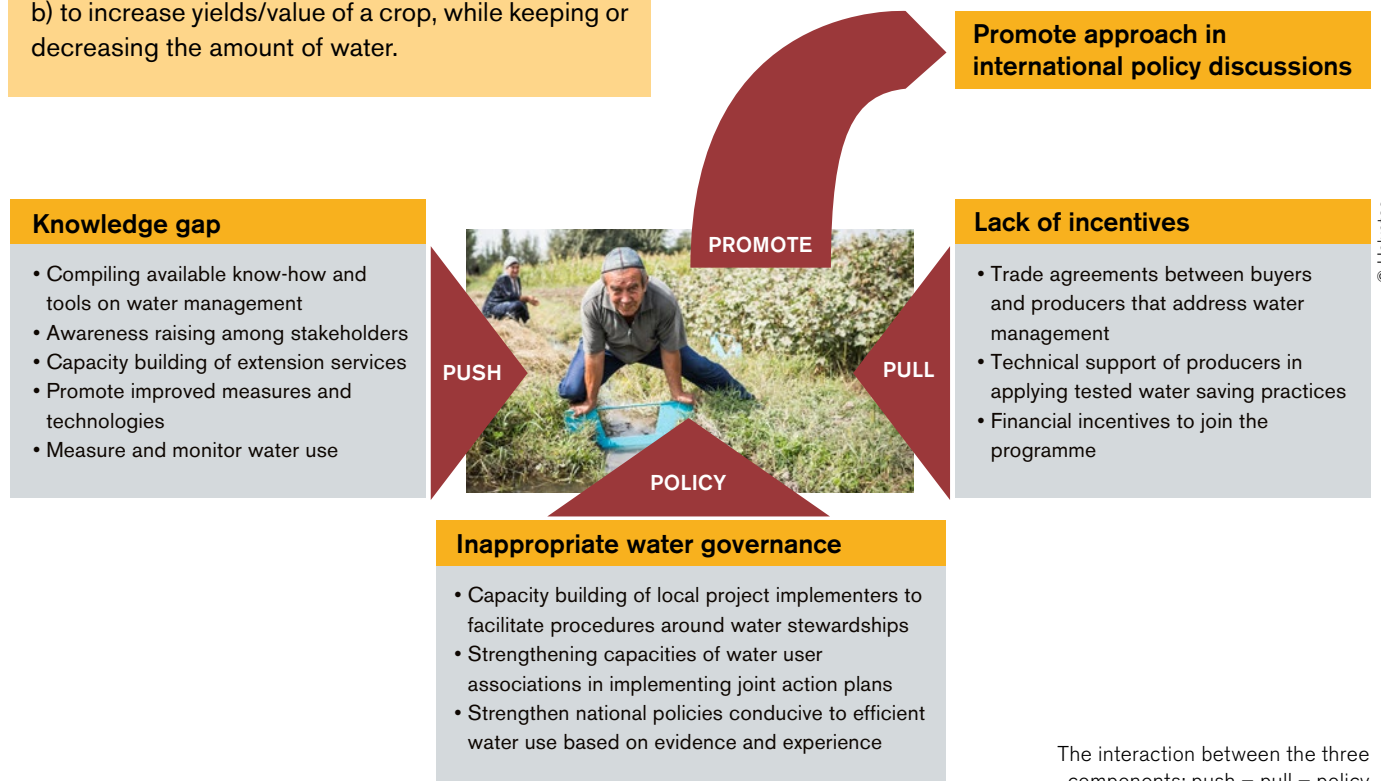 b) to increase yields/value of a crop, while keeping or
decreasing the amount of water.
Promote approach in
international policy discussions
PROMOTE
Knowledge gap
• Compiling available know-how and
tools on water management
• Awareness raising among stakeholders
• Capacity building of extension services
• Promote improved measures and
technologies
• Measure and monitor water use
PUSH
PULL
Lack of incentives
• Trade agreements between buyers
and producers that address water
management
• Technical support of producers in
applying tested water saving practices
• Financial incentives to join the
programme
POLICY
Inappropriate water governance
• Capacity building of local project implementers to
facilitate procedures around water stewardships
• Strengthening capacities of water user
associations in implementing joint action plans
• Strengthen national policies conducive to efficient
water use based on evidence and experience
The interaction between the three
components: push – pull – policy